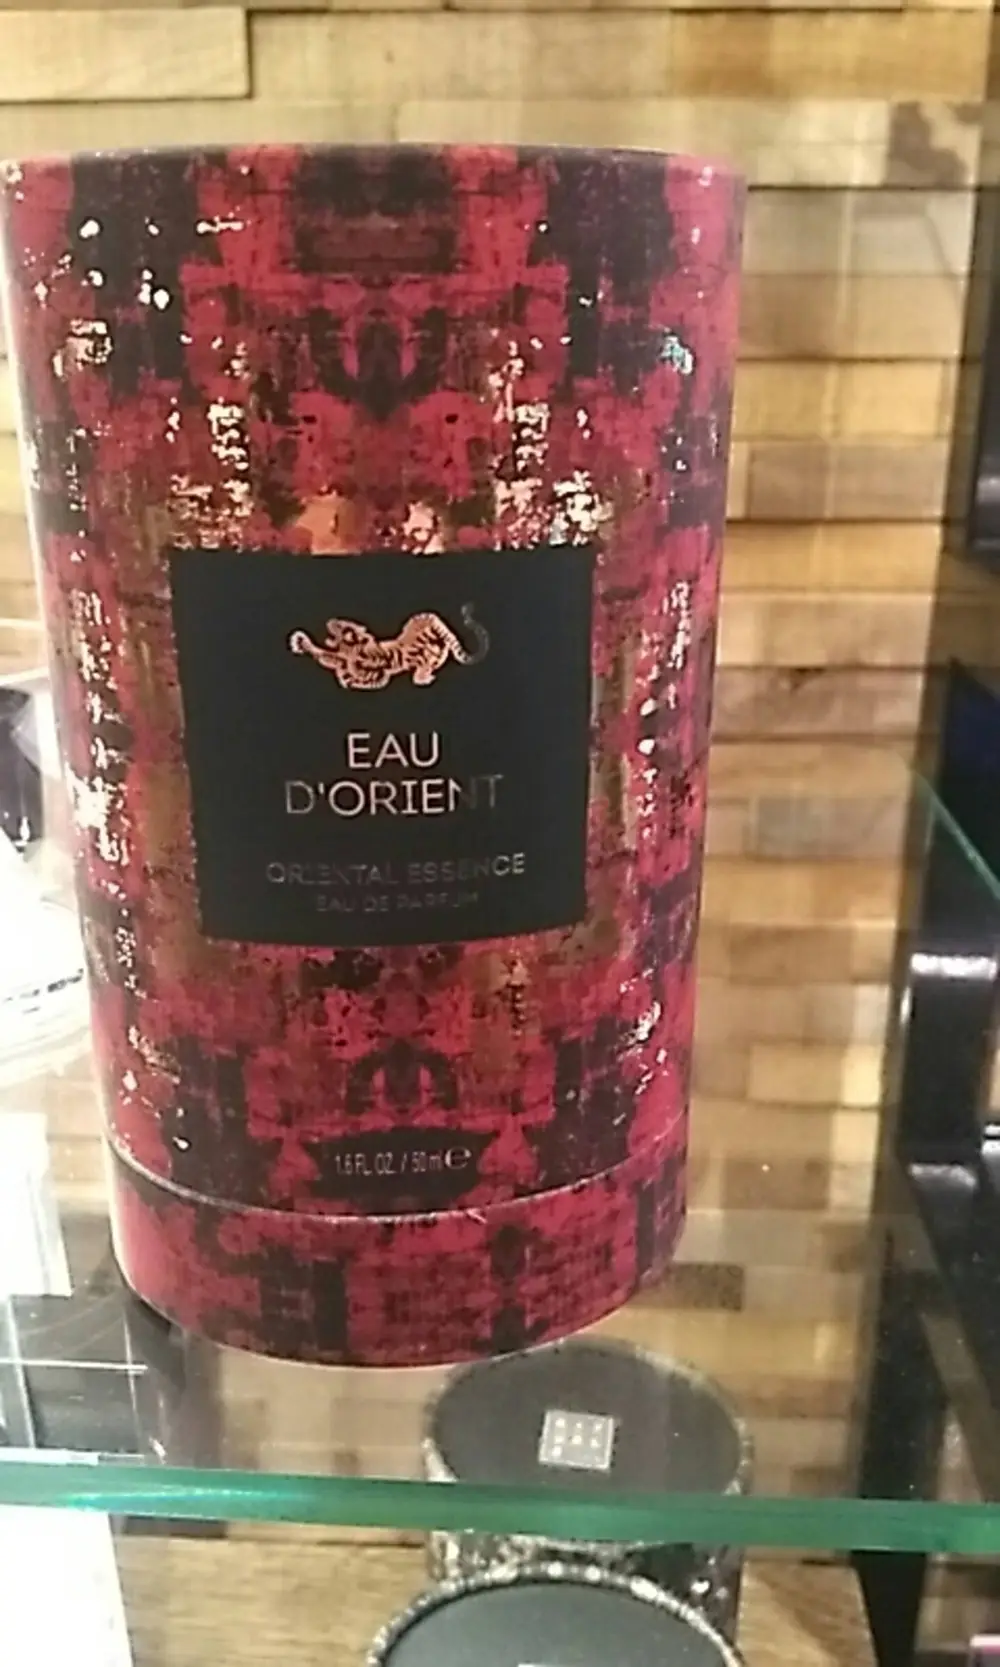 EAU
D'ORIENT
ORIENTAL ESSENCE
EAU DE PARFUM
1.6 FL. OZ. / 50 ml e